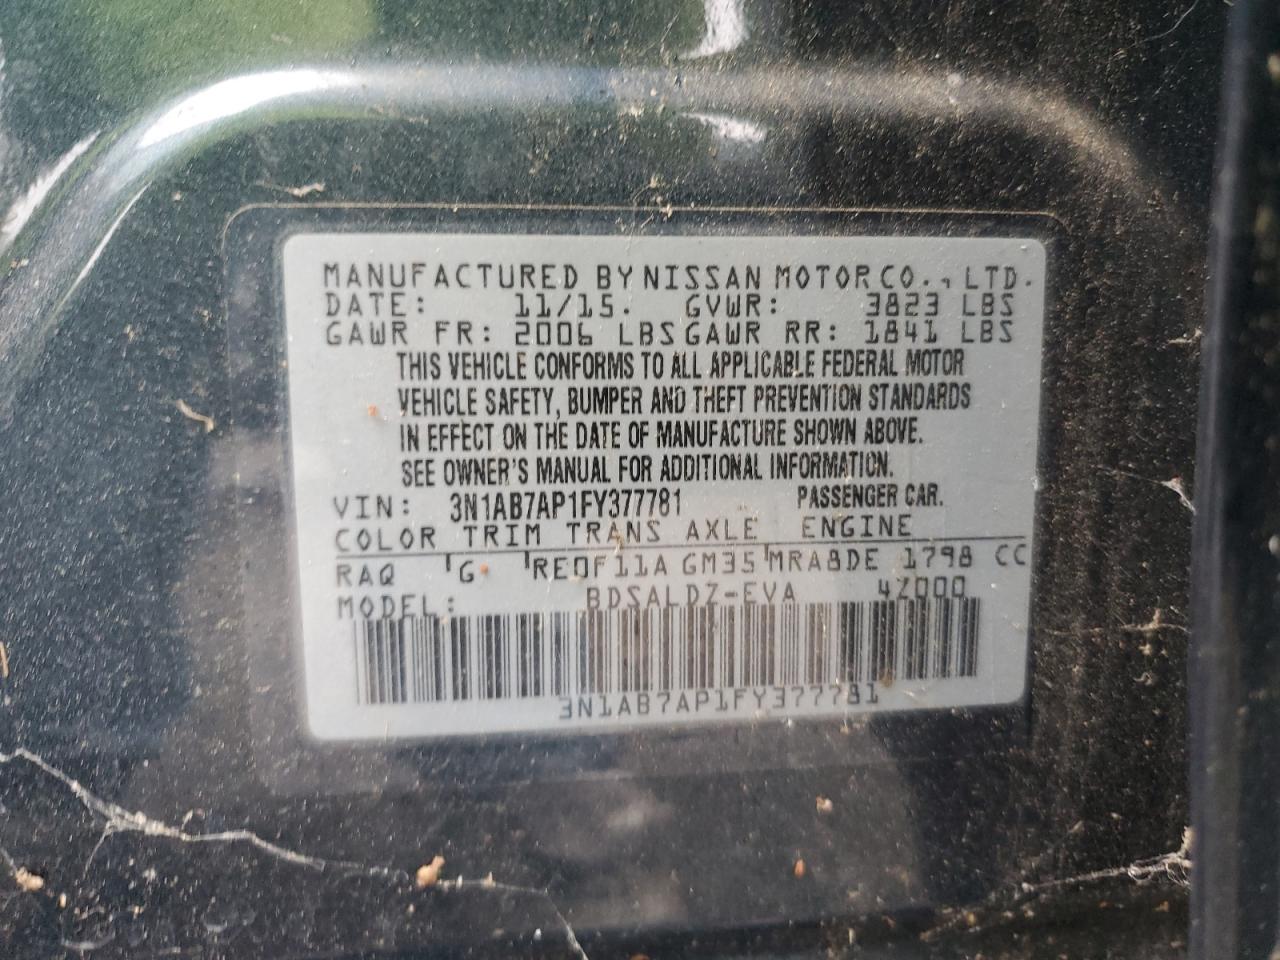 MANUFACTURED BY NISSAN MOTOR CO., LTD.
DATE: 11/15. GVWR: 3823 LBS
GAWR FR: 2006 LBS GAWR RR: 1841 LBS
THIS VEHICLE CONFORMS TO ALL APPLICABLE FEDERAL MOTOR
VEHICLE SAFETY, BUMPER AND THEFT PREVENTION STANDARDS
IN EFFECT ON THE DATE OF MANUFACTURE SHOWN ABOVE.
SEE OWNER'S MANUAL FOR ADDITIONAL INFORMATION.
VIN: 3N1AB7AP1FY377781 PASSENGER CAR.
COLOR TRIM TRANS AXLE ENGINE
RAQ G RE0F11A GM35 MRA8DE 1798 CC
MODEL: BDSALDZ-EVA 4Z000
3N1AB7AP1FY377781